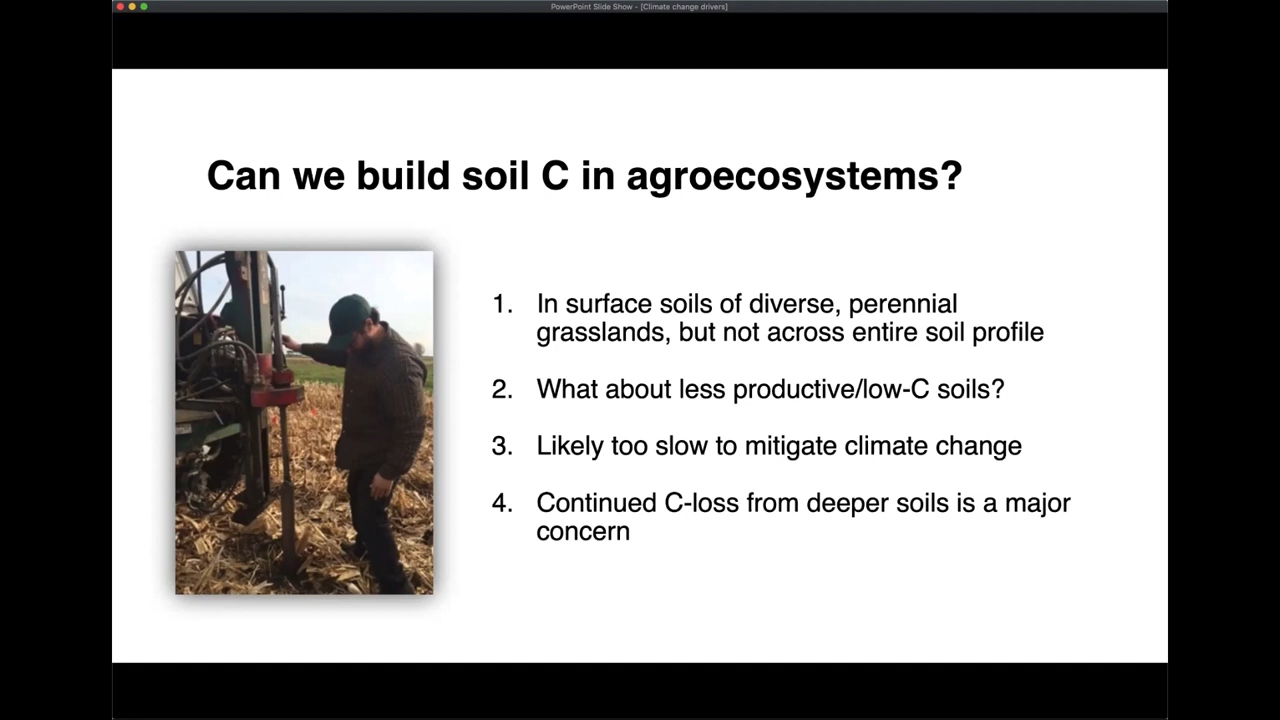 PowerPoint Slide Show - [Climate change drivers]
Can we build soil C in agroecosystems?
1. In surface soils of diverse, perennial
grasslands, but not across entire soil profile
2. What about less productive/low-C soils?
3. Likely too slow to mitigate climate change
4. Continued C-loss from deeper soils is a major
concern